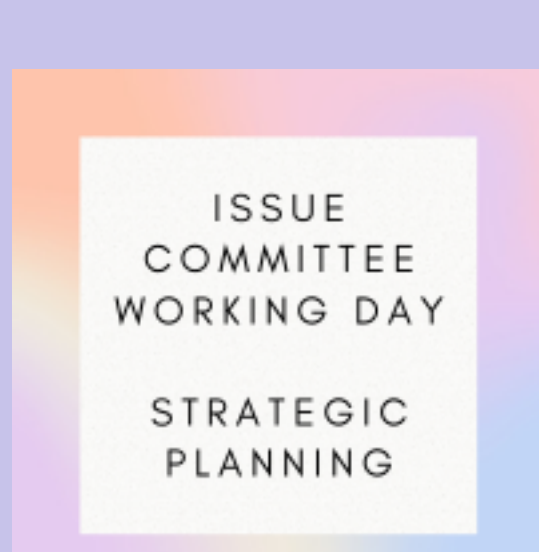 ISSUE
COMMITTEE
WORKING DAY
STRATEGIC
PLANNING